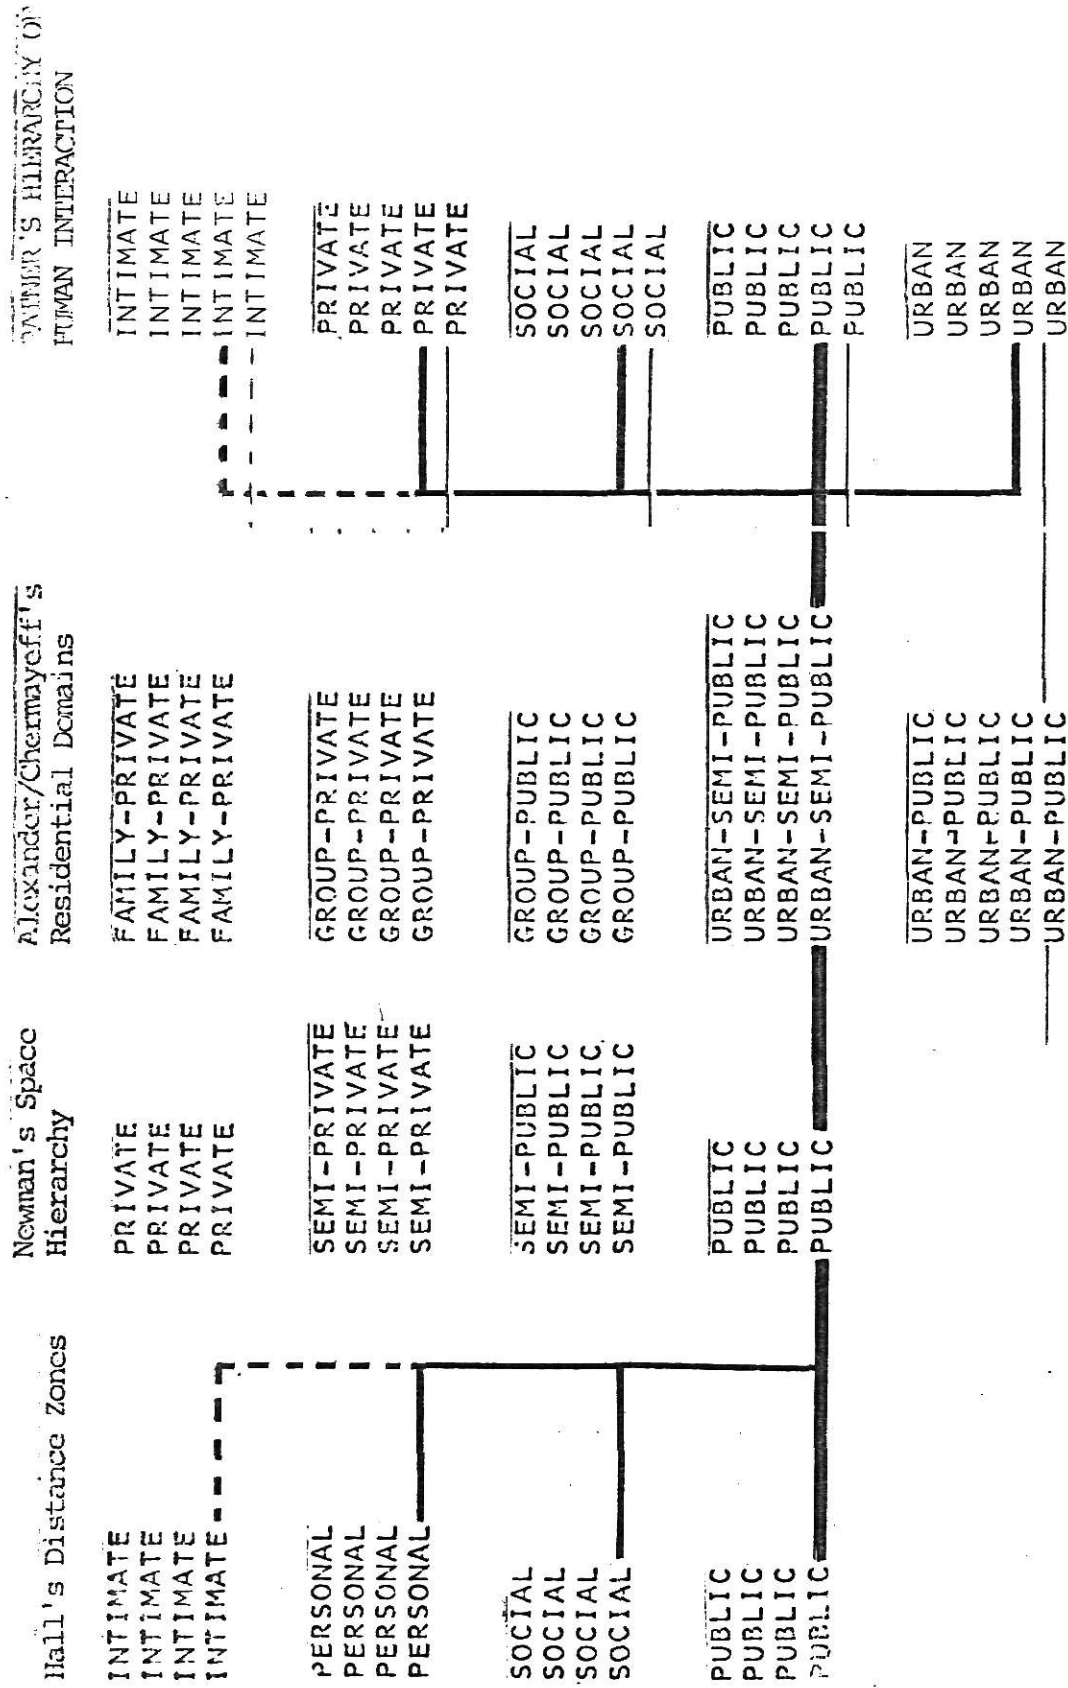 Hall's Distance Zones
INTIMATE
INTIMATE
INTIMATE
INTIMATE
PERSONAL
PERSONAL
PERSONAL
PERSONAL
SOCIAL
SOCIAL
SOCIAL
SOCIAL
PUBLIC
PUBLIC
PUBLIC
PUBLIC
Newman's Space
Hierarchy
PRIVATE
PRIVATE
PRIVATE
PRIVATE
SEMI-PRIVATE
SEMI-PRIVATE
SEMI-PRIVATE
SEMI-PRIVATE
SEMI-PUBLIC
SEMI-PUBLIC
SEMI-PUBLIC
SEMI-PUBLIC
PUBLIC
PUBLIC
PUBLIC
PUBLIC
Alexander/Chermayeff's
Residential Domains
FAMILY-PRIVATE
FAMILY-PRIVATE
FAMILY-PRIVATE
FAMILY-PRIVATE
GROUP-PRIVATE
GROUP-PRIVATE
GROUP-PRIVATE
GROUP-PRIVATE
GROUP-PUBLIC
GROUP-PUBLIC
GROUP-PUBLIC
GROUP-PUBLIC
URBAN-SEMI-PUBLIC
URBAN-SEMI-PUBLIC
URBAN-SEMI-PUBLIC
URBAN-SEMI-PUBLIC
URBAN-PUBLIC
URBAN-PUBLIC
URBAN-PUBLIC
URBAN-PUBLIC
URBAN-PUBLIC
HIERARCHY OF
HUMAN INTERACTION
INTIMATE
INTIMATE
INTIMATE
INTIMATE
INTIMATE
PRIVATE
PRIVATE
PRIVATE
PRIVATE
PRIVATE
SOCIAL
SOCIAL
SOCIAL
SOCIAL
SOCIAL
PUBLIC
PUBLIC
PUBLIC
PUBLIC
PUBLIC
URBAN
URBAN
URBAN
URBAN
URBAN